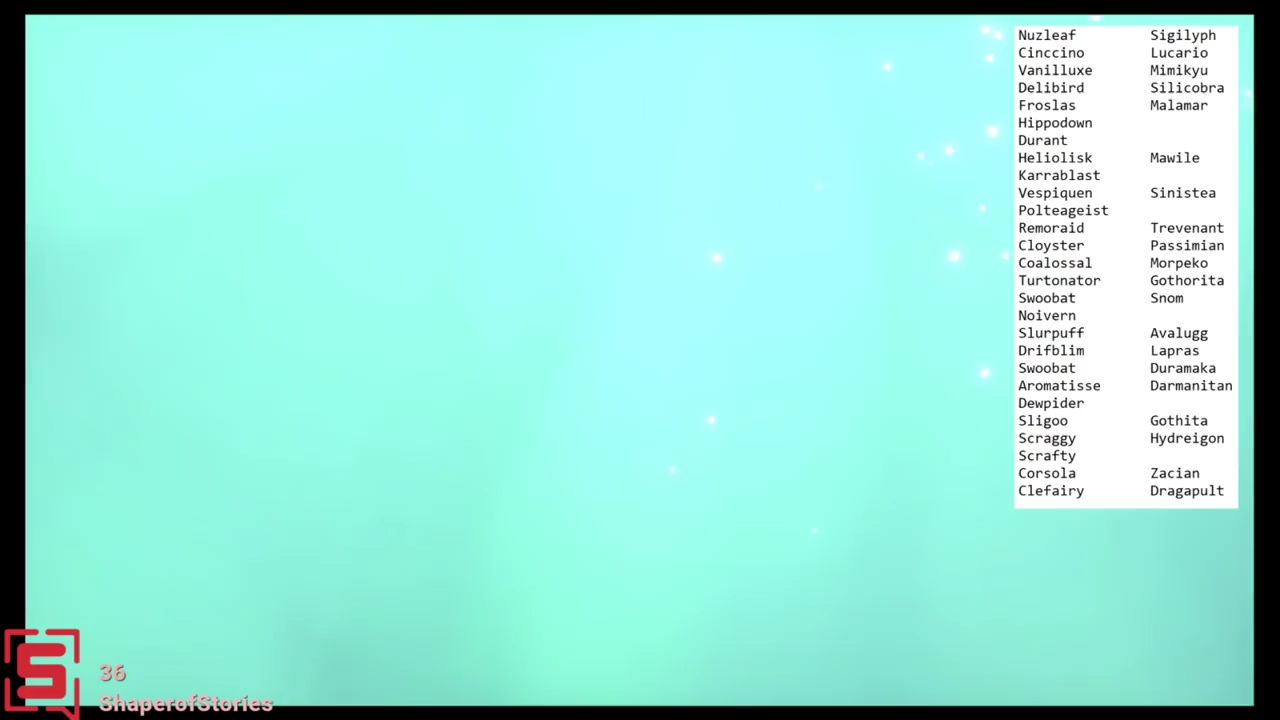 Nuzleaf Sigilyph
Cinccino Lucario
Vanilluxe Mimikyu
Delibird Silicobra
Froslas Malamar
Hippodown
Durant
Heliolisk Mawile
Karrablast
Vespiquen Sinistea
Polteageist
Remoraid Trevenant
Cloyster Passimian
Coalossal Morpeko
Turtonator Gothorita
Swoobat Snom
Noivern
Slurpuff Avalugg
Drifblim Lapras
Swoobat Duramaka
Aromatisse Darmanitan
Dewpider
Sligoo Gothita
Scraggy Hydreigon
Scrafty
Corsola Zacian
Clefairy Dragapult
S
36
ShaperofStories